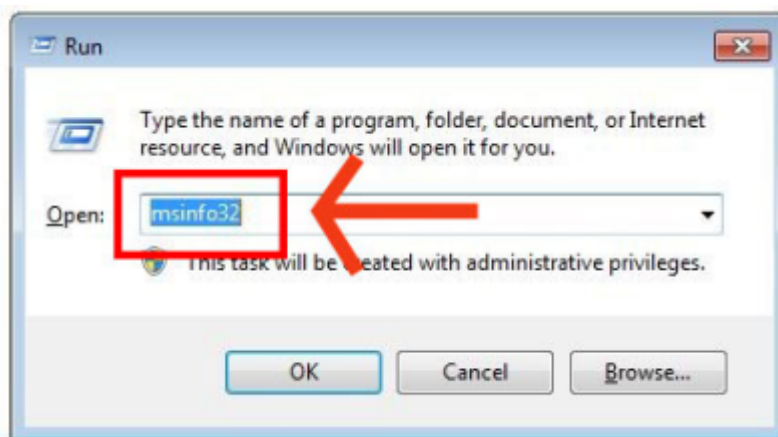 Run
Type the name of a program, folder, document, or Internet
resource, and Windows will open it for you.
Open: msinfo32
This task will be created with administrative privileges.
OK Cancel Browse...